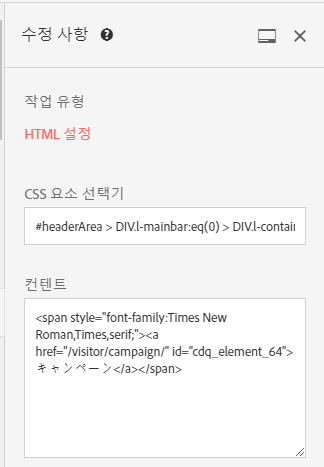 수정 사항
작업 유형
HTML 설정
CSS 요소 선택기
#headerArea > DIV.l-mainbar:eq(0) > DIV.l-contain
컨텐트
<span style="font-family:Times New
Roman,Times,serif;"><a
href="/visitor/campaign/" id="cdq_element_64">
キャンペーン</a></span>